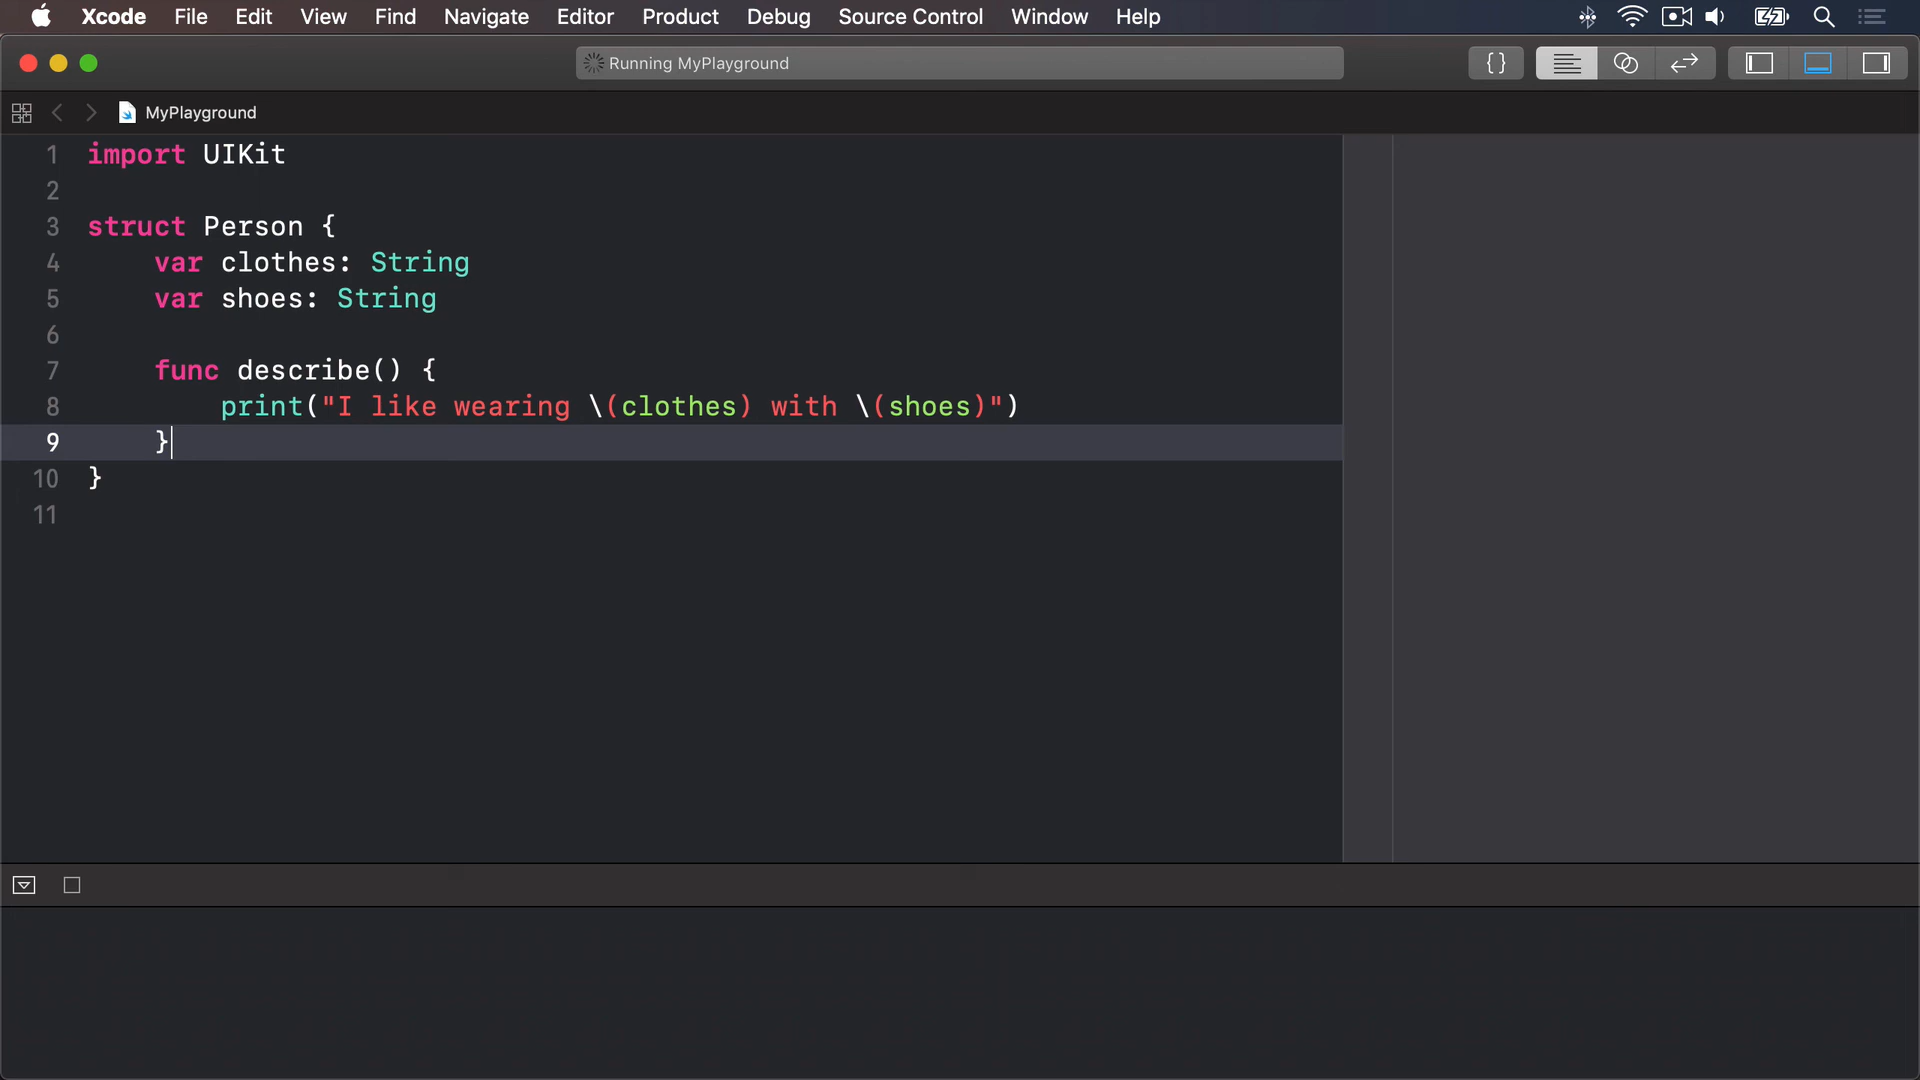 Xcode File Edit View Find Navigate Editor Product Debug Source Control Window Help
Running MyPlayground
{}
MyPlayground
1 import UIKit
2
3 struct Person {
4     var clothes: String
5     var shoes: String
6
7     func describe() {
8         print("I like wearing \(clothes) with \(shoes)")
9     }
10 }
11